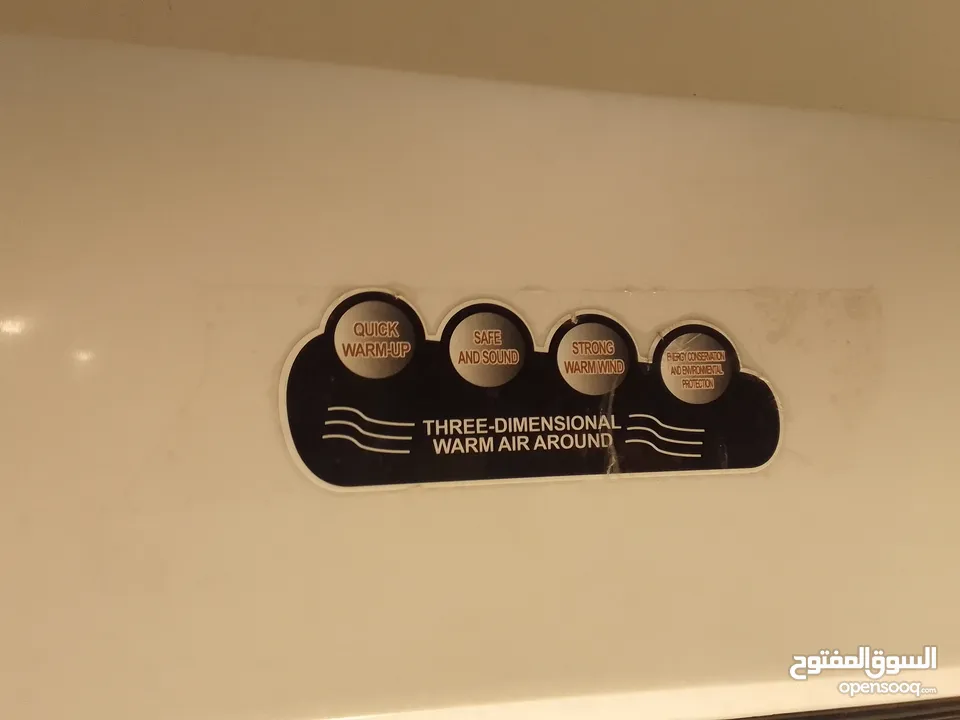 QUICK
WARM-UP
SAFE
AND SOUND
STRONG
WARM WIND
ENERGY CONSERVATION
AND ENVIRONMENTAL
PROTECTION
THREE-DIMENSIONAL
WARM AIR AROUND
السوق المفتوح
opensooq.com